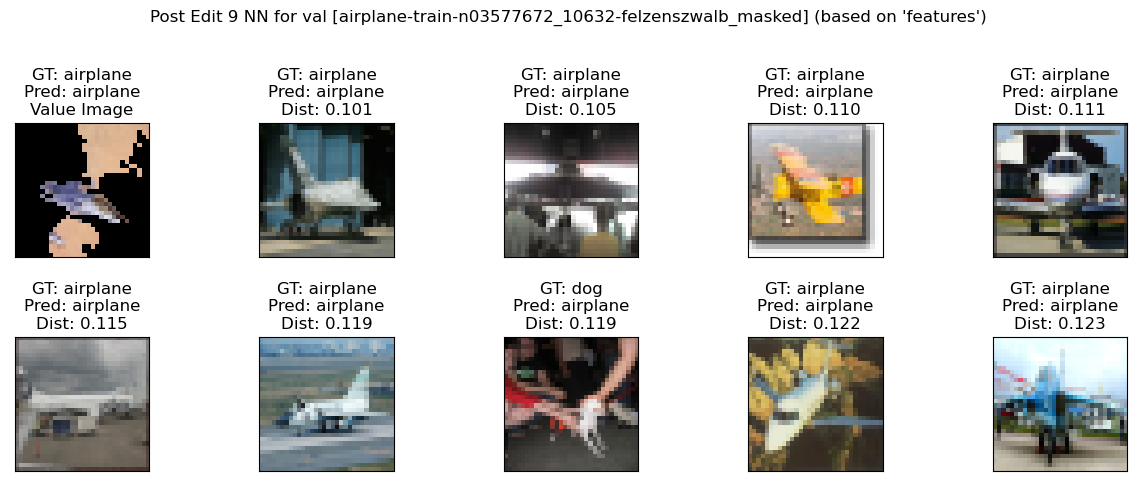 Post Edit 9 NN for val [airplane-train-n03577672_10632-felzenszwalb_masked] (based on 'features')
GT: airplane
Pred: airplane
Value Image
GT: airplane
Pred: airplane
Dist: 0.101
GT: airplane
Pred: airplane
Dist: 0.105
GT: airplane
Pred: airplane
Dist: 0.110
GT: airplane
Pred: airplane
Dist: 0.111
GT: airplane
Pred: airplane
Dist: 0.115
GT: airplane
Pred: airplane
Dist: 0.119
GT: dog
Pred: airplane
Dist: 0.119
GT: airplane
Pred: airplane
Dist: 0.122
GT: airplane
Pred: airplane
Dist: 0.123